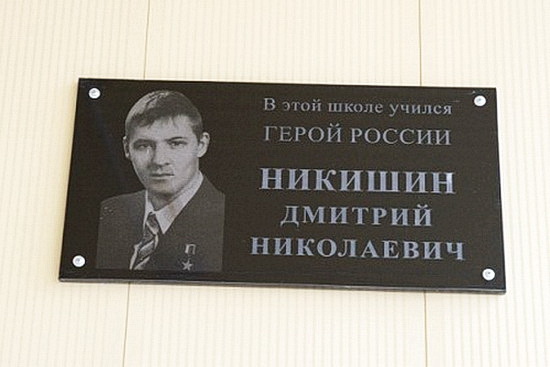 В этой школе учился
ГЕРОЙ РОССИИ
НИКИШИН
ДМИТРИЙ
НИКОЛАЕВИЧ